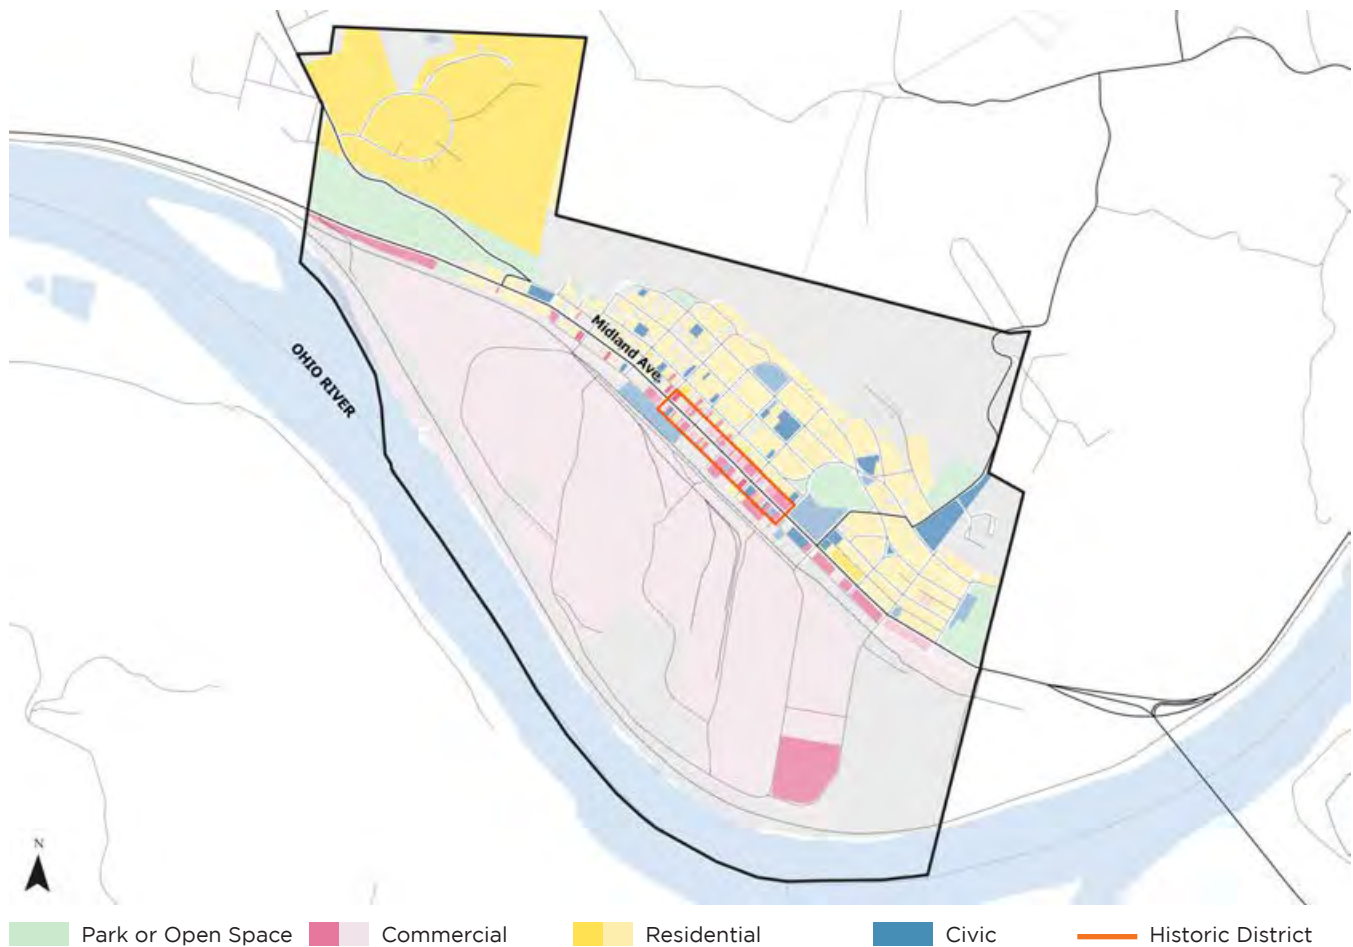 Midland Ave.
OHIO RIVER
N
Park or Open Space
Commercial
Residential
Civic
Historic District